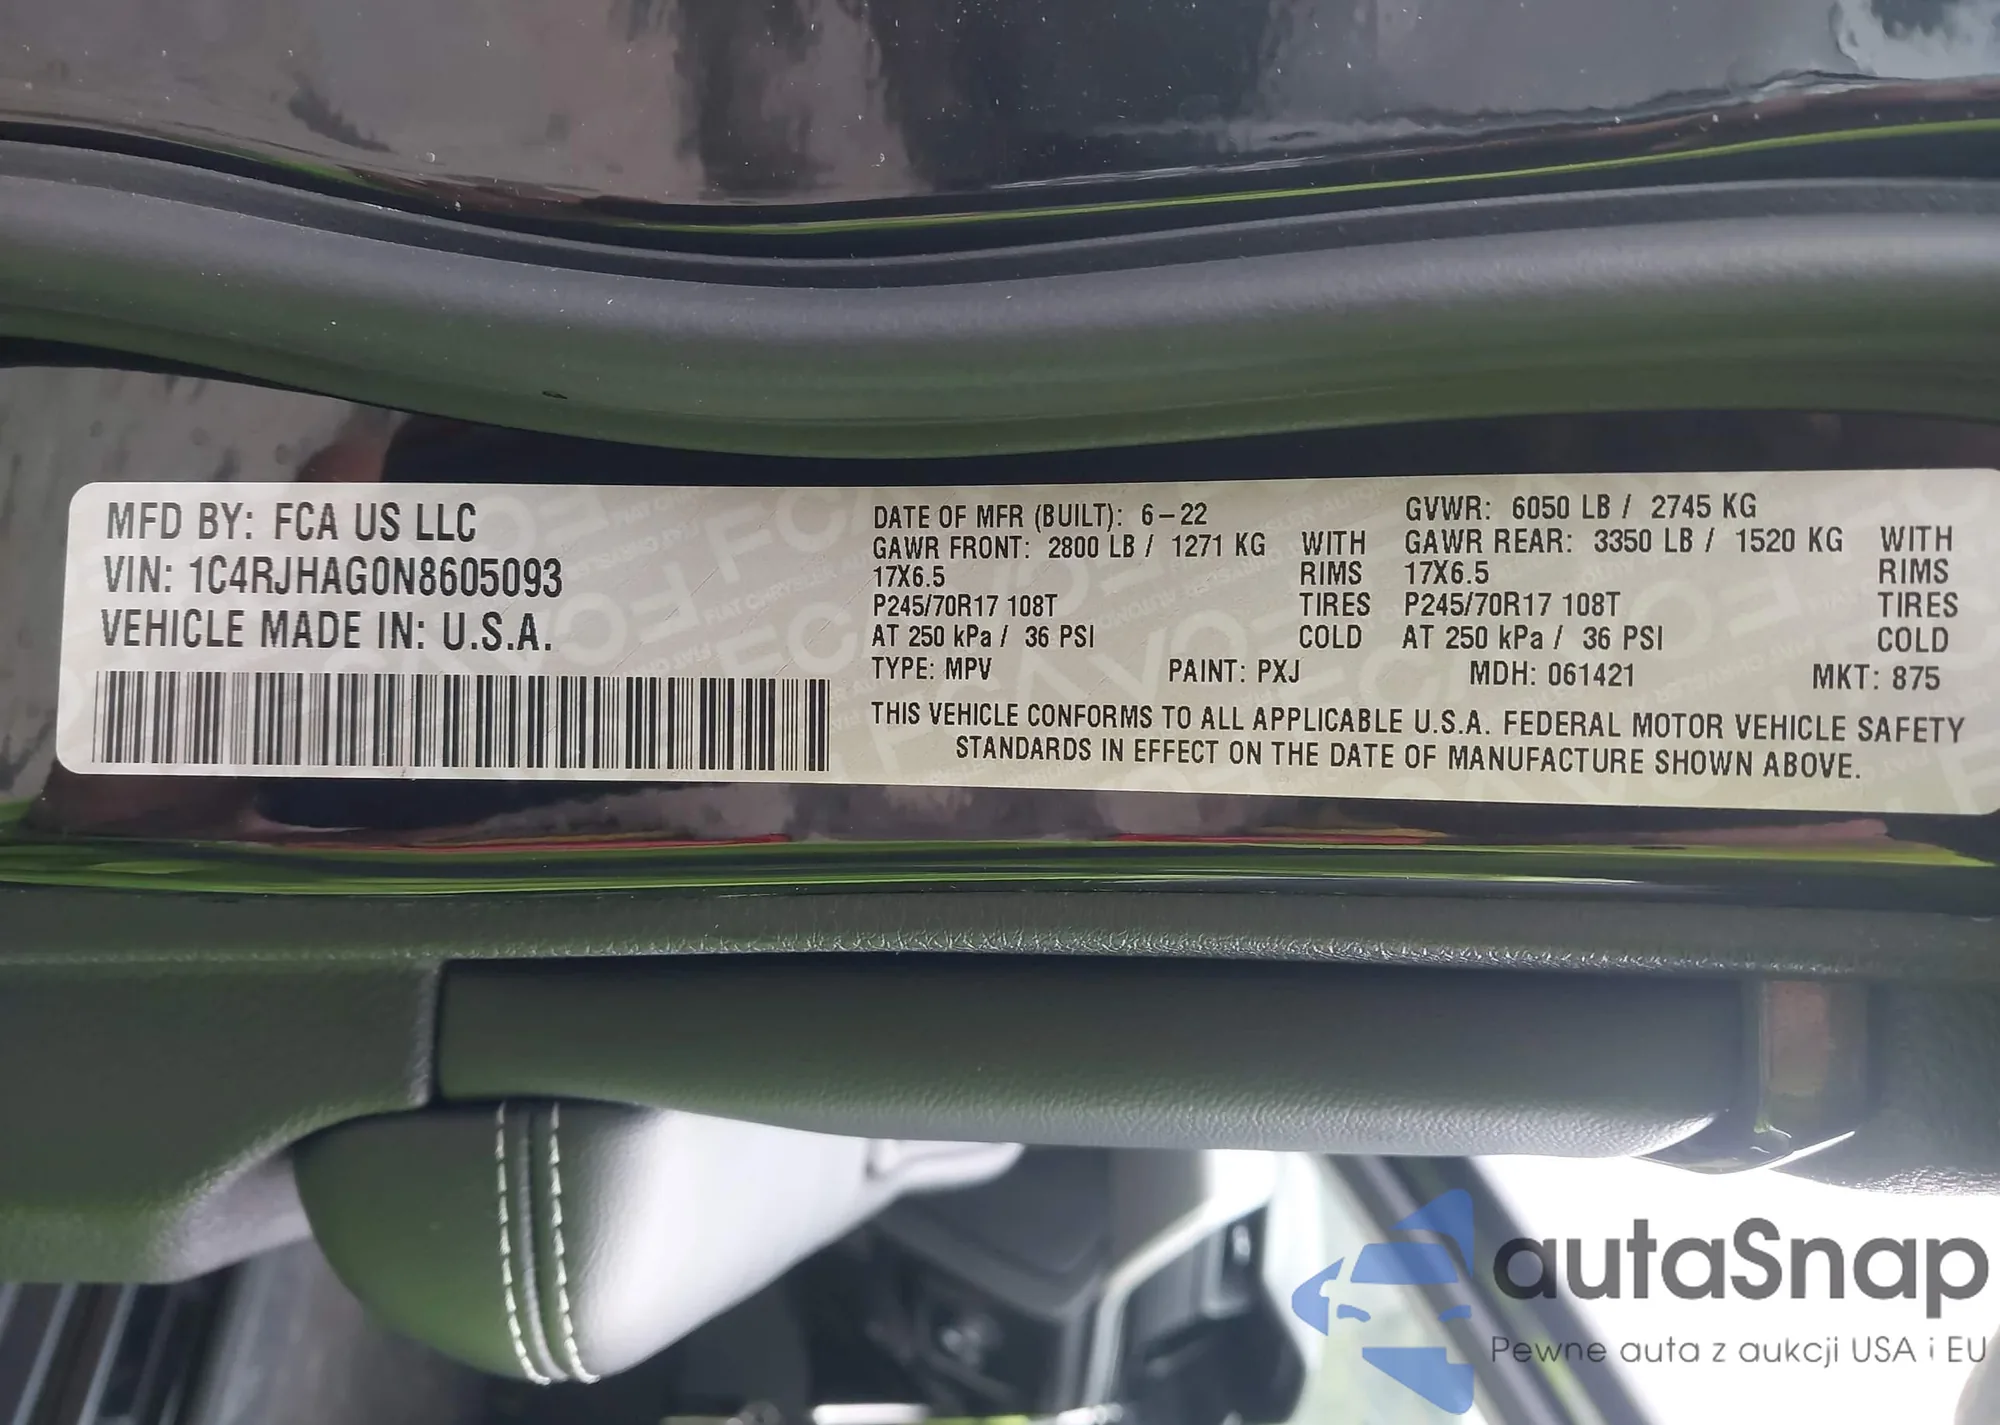 MFD BY: FCA US LLC
VIN: 1C4RJHAG0N8605093
VEHICLE MADE IN: U.S.A.
DATE OF MFR (BUILT): 6-22 GVWR: 6050 LB / 2745 KG
GAWR FRONT: 2800 LB / 1271 KG WITH GAWR REAR: 3350 LB / 1520 KG WITH
17X6.5 RIMS 17X6.5 RIMS
P245/70R17 108T TIRES P245/70R17 108T TIRES
AT 250 kPa / 36 PSI COLD AT 250 kPa / 36 PSI COLD
TYPE: MPV PAINT: PXJ MDH: 061421 MKT: 875
THIS VEHICLE CONFORMS TO ALL APPLICABLE U.S.A. FEDERAL MOTOR VEHICLE SAFETY
STANDARDS IN EFFECT ON THE DATE OF MANUFACTURE SHOWN ABOVE.
autaSnap
Pewne auta z aukcji USA i EU